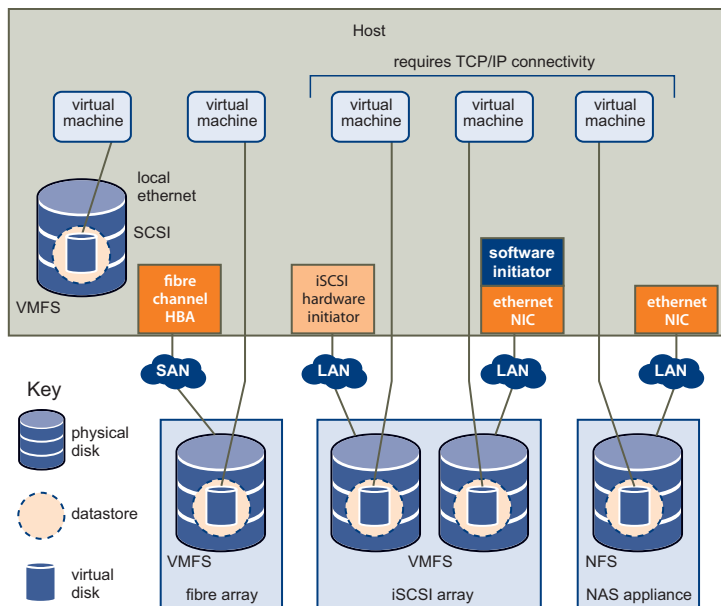 Host
requires TCP/IP connectivity
virtual
machine
virtual
machine
virtual
machine
virtual
machine
virtual
machine
local
ethernet
SCSI
VMFS
fibre
channel
HBA
iSCSI
hardware
initiator
software
initiator
ethernet
NIC
ethernet
NIC
SAN
LAN
LAN
LAN
Key
physical
disk
datastore
virtual
disk
VMFS
fibre array
VMFS
iSCSI array
NFS
NAS appliance